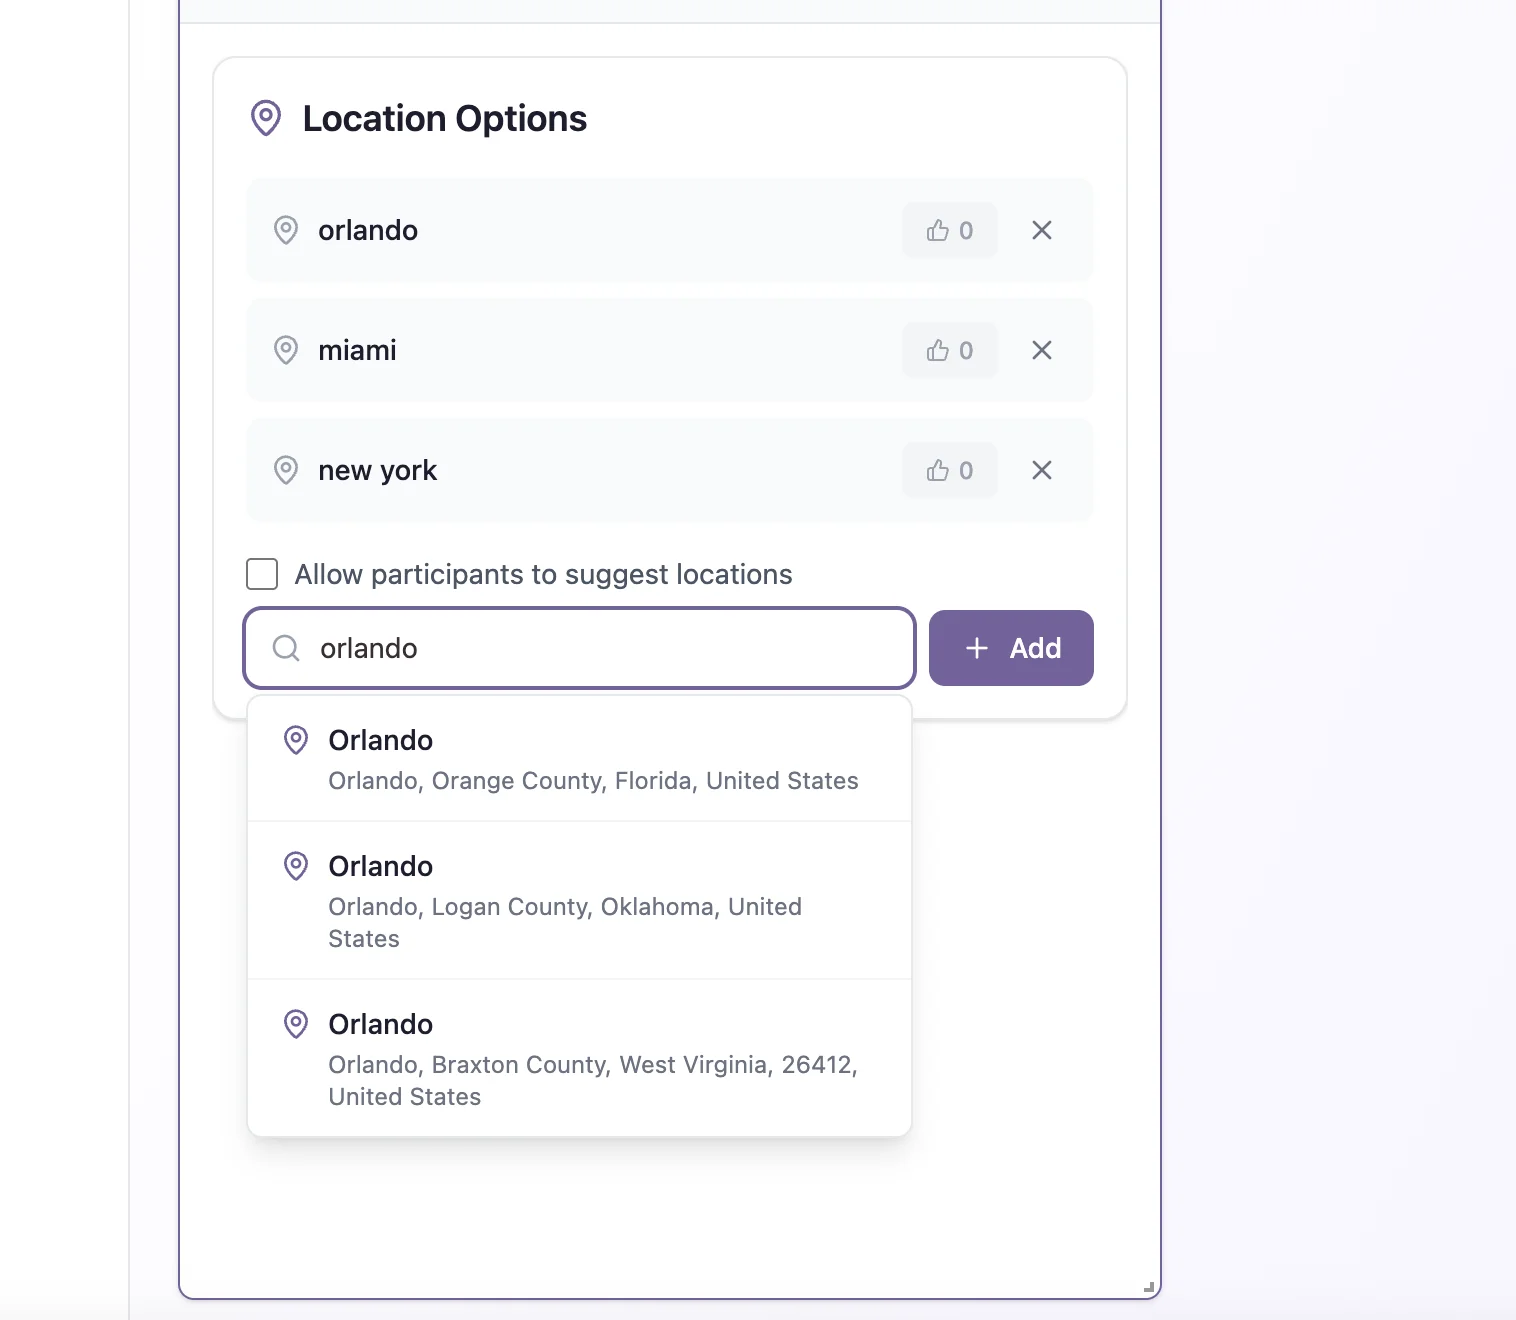 Location Options
orlando 0
miami 0
new york 0
Allow participants to suggest locations
orlando
Add
Orlando
Orlando, Orange County, Florida, United States
Orlando
Orlando, Logan County, Oklahoma, United
States
Orlando
Orlando, Braxton County, West Virginia, 26412,
United States